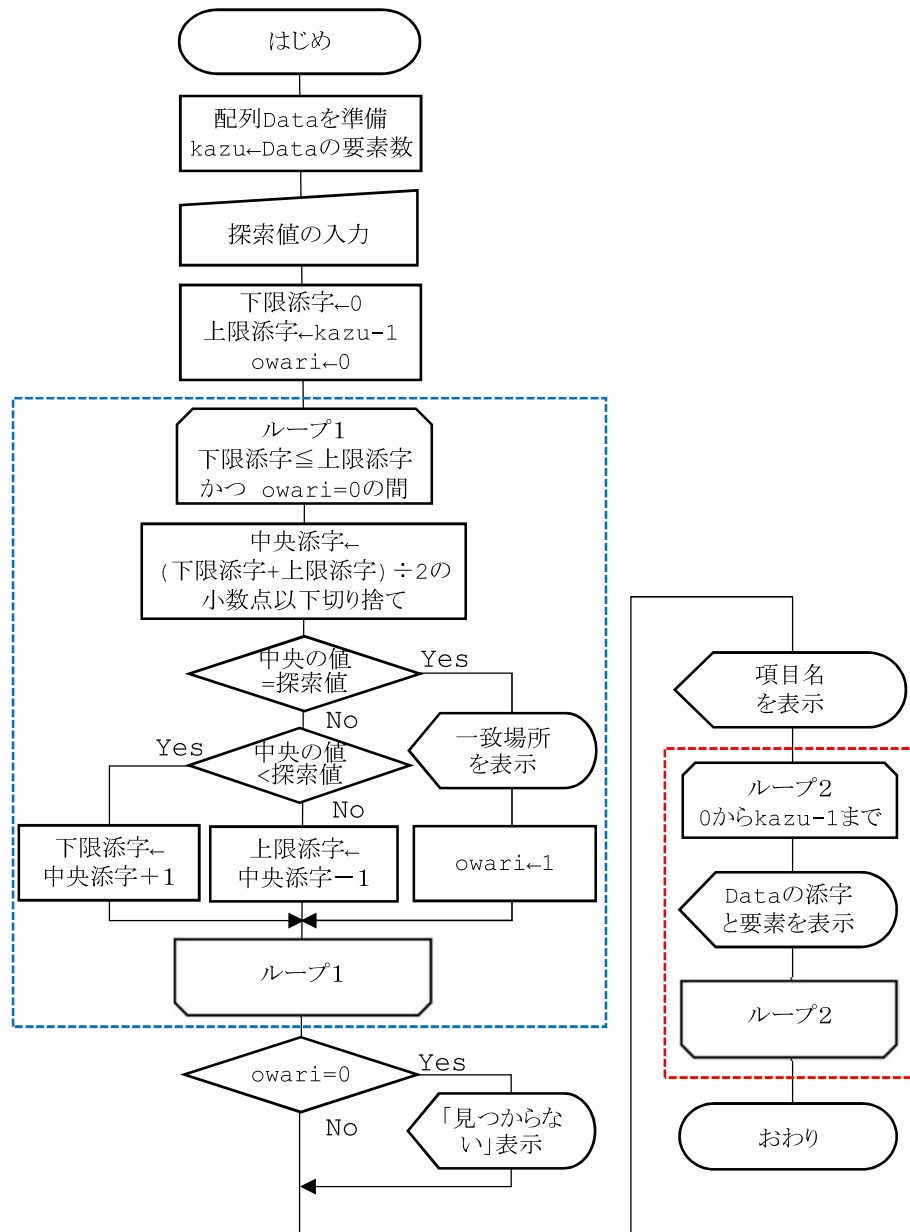 はじめ
配列Dataを準備
kazu←Dataの要素数
探索値の入力
下限添字←0
上限添字←kazu-1
owari←0
ループ1
下限添字≦上限添字
かつ owari=0の間
中央添字←
(下限添字+上限添字)÷2の
小数点以下切り捨て
中央の値
=探索値
Yes
No
一致場所
を表示
Yes
中央の値
<探索値
No
下限添字←
中央添字+1
上限添字←
中央添字-1
owari←1
ループ1
owari=0
Yes
No
「見つからな
い」表示
項目名
を表示
ループ2
0からkazu-1まで
Dataの添字
と要素を表示
ループ2
おわり